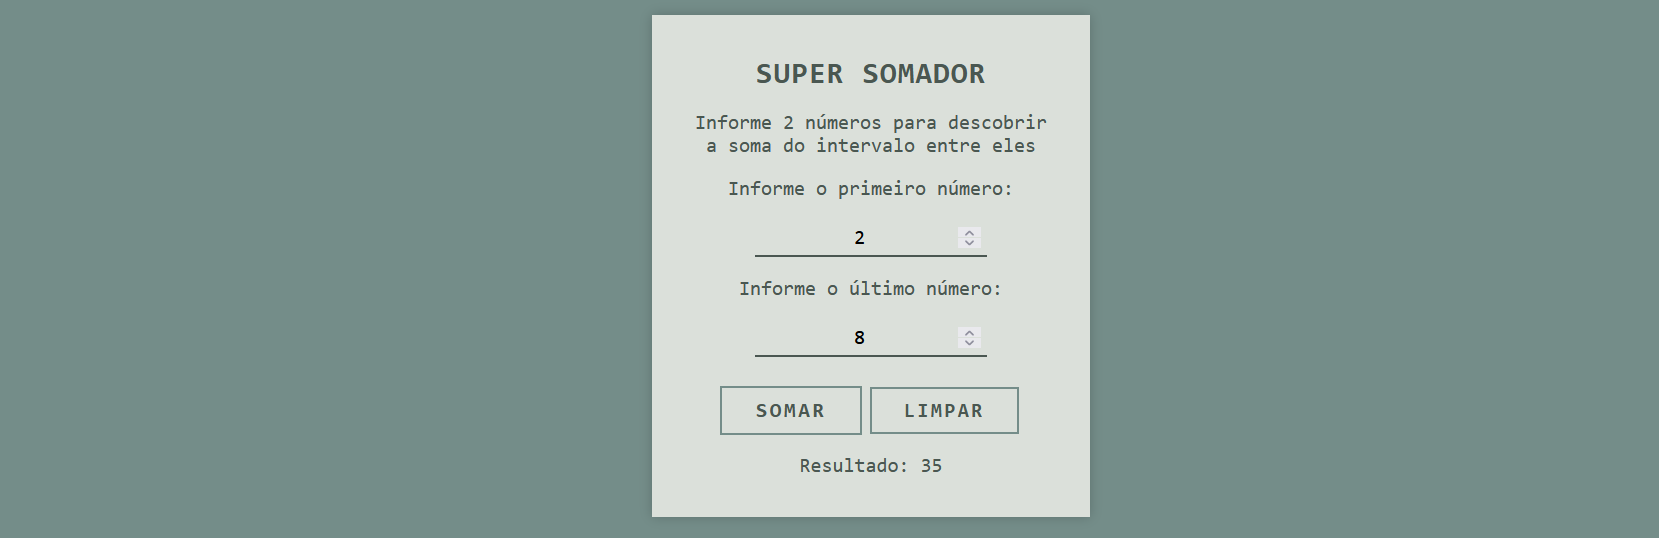 SUPER SOMADOR
Informe 2 números para descobrir
a soma do intervalo entre eles
Informe o primeiro número:
2
Informe o último número:
8
SOMAR LIMPAR
Resultado: 35